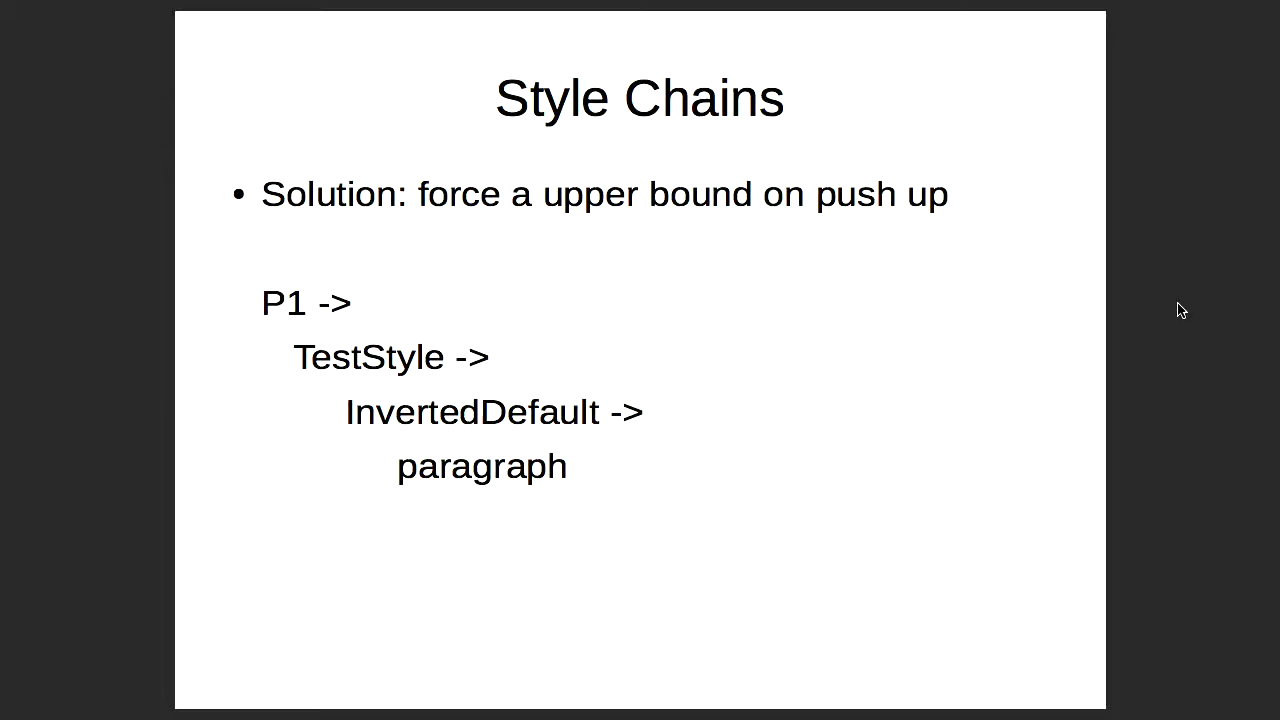 Style Chains
• Solution: force a upper bound on push up
P1 ->
TestStyle ->
InvertedDefault ->
paragraph